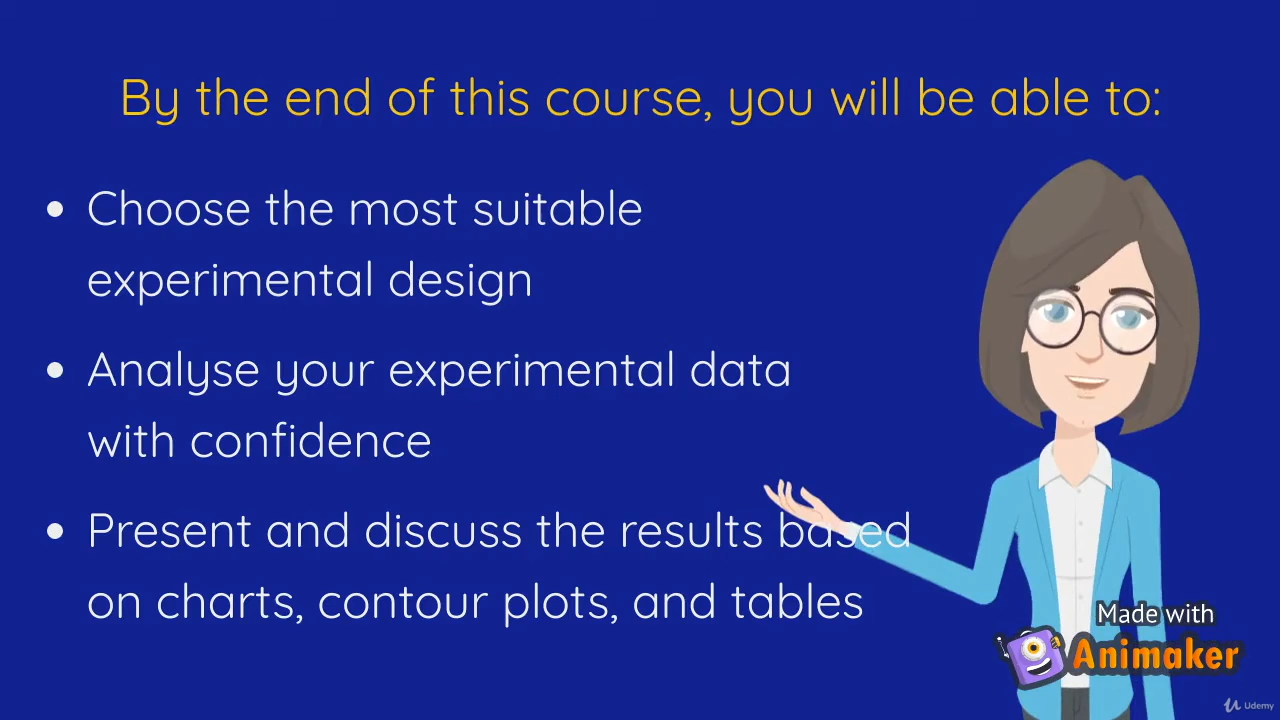 By the end of this course, you will be able to:
• Choose the most suitable
experimental design
• Analyse your experimental data
with confidence
• Present and discuss the results based
on charts, contour plots, and tables
Made with
Animaker
Udemy